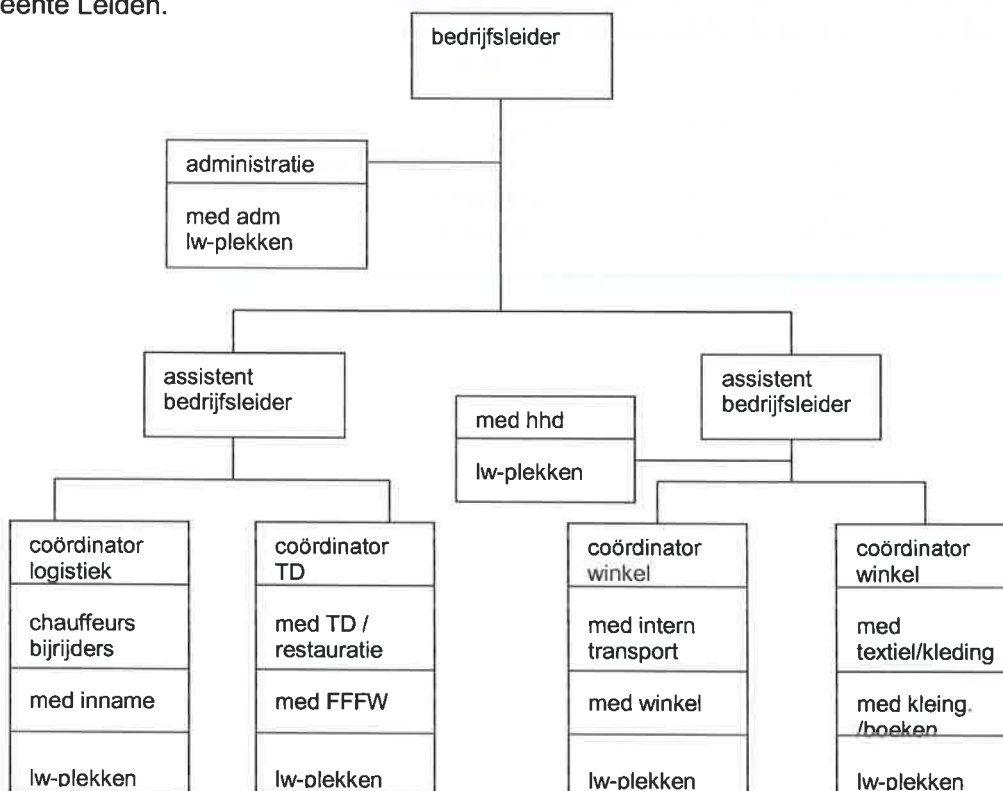 eente Leiden.
bedrijfsleider
administratie
med adm
lw-plekken
assistent
bedrijfsleider
med hhd
lw-plekken
assistent
bedrijfsleider
coördinator
logistiek
chauffeurs
bijrijders
med inname
lw-plekken
coördinator
TD
med TD /
restauratie
med FFFW
lw-plekken
coördinator
winkel
med intern
transport
med winkel
lw-plekken
coördinator
winkel
med
textiel/kleding
med kleing.
/boeken
lw-plekken